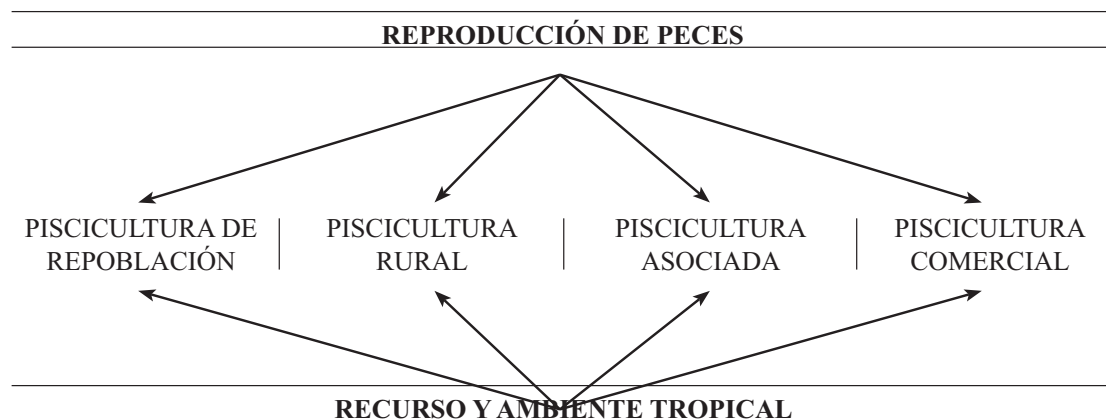 REPRODUCCIÓN DE PECES
PISCICULTURA DE
REPOBLACIÓN
PISCICULTURA
RURAL
PISCICULTURA
ASOCIADA
PISCICULTURA
COMERCIAL
RECURSO Y AMBIENTE TROPICAL